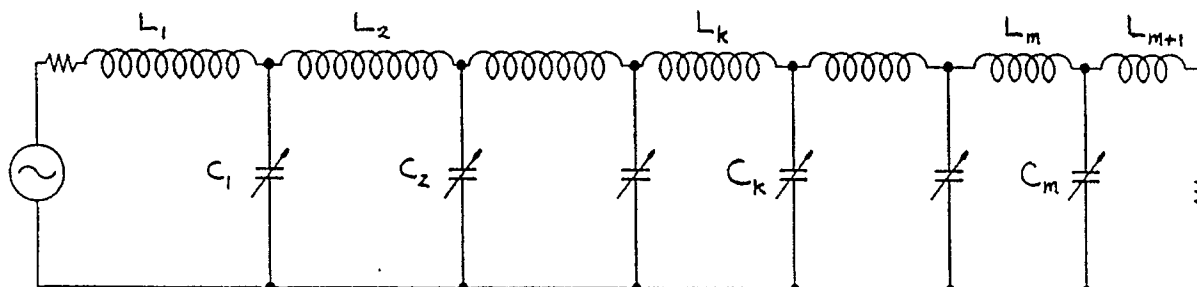 L₁ L₂ Lₖ Lₘ Lₘ₊₁
C₁ C₂ Cₖ Cₘ